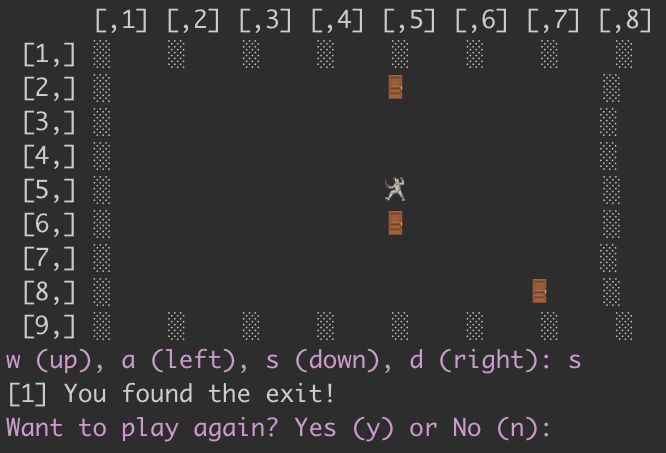 [,1] [,2] [,3] [,4] [,5] [,6] [,7] [,8]
[1,] ░ ░ ░ ░ ░ ░ ░ ░
[2,] ░ 🚪 ░
[3,] ░ ░
[4,] ░ ░
[5,] ░ 🤺 ░
[6,] ░ 🚪 ░
[7,] ░ ░
[8,] ░ 🚪 ░
[9,] ░ ░ ░ ░ ░ ░ ░ ░
w (up), a (left), s (down), d (right): s
[1] You found the exit!
Want to play again? Yes (y) or No (n):